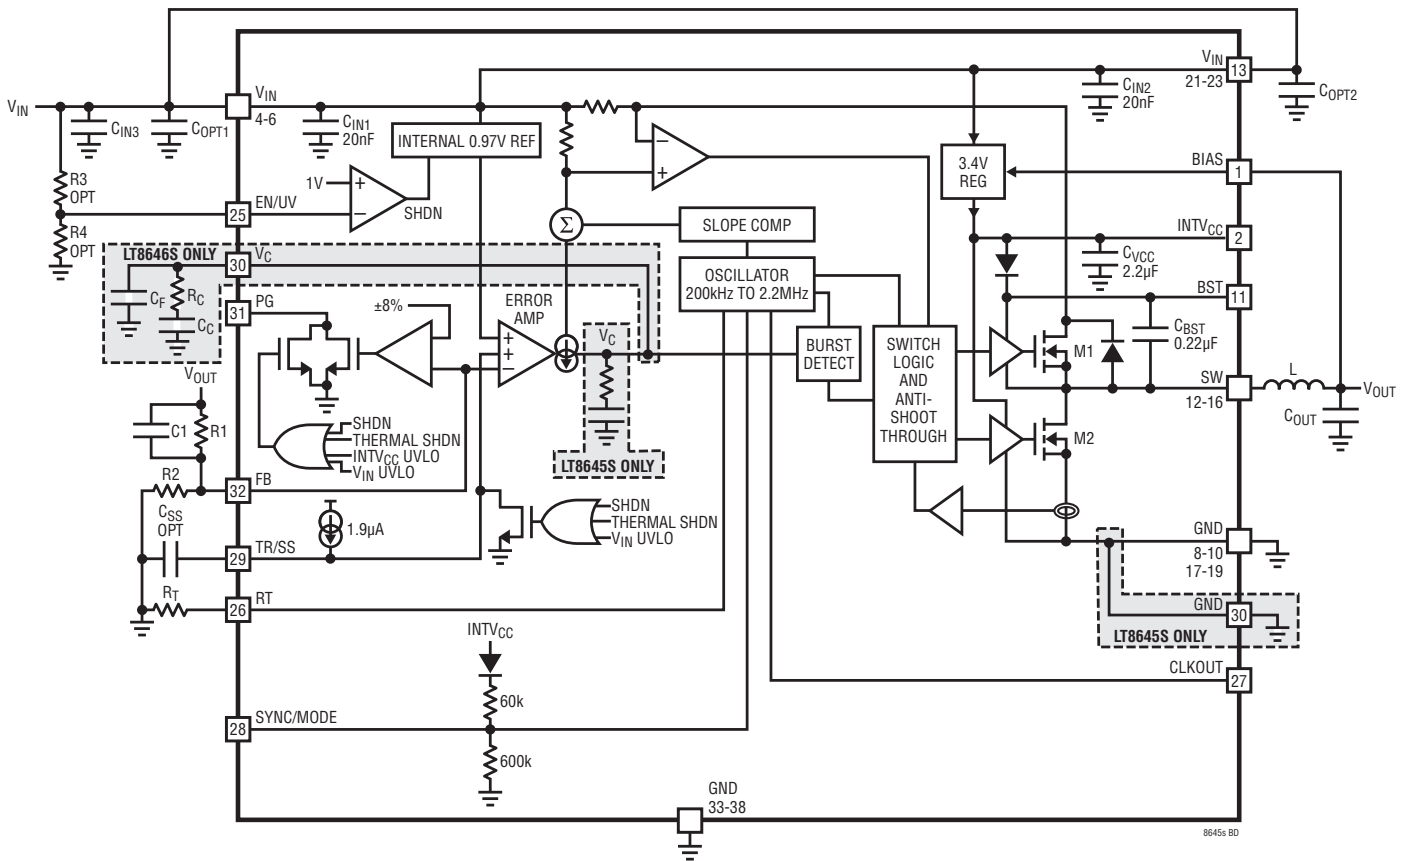 VIN
21-23
13
VIN
VIN
4-6
CIN3
COPT1
CIN1
20nF
CIN2
20nF
COPT2
INTERNAL 0.97V REF
−
+
3.4V
REG
BIAS
1
R3
OPT
1V
+
−
SHDN
EN/UV
25
R4
OPT
Σ
SLOPE COMP
INTVCC
2
LT8646S ONLY
VC
30
CVCC
2.2µF
OSCILLATOR
200kHz TO 2.2MHz
CF
RC
CC
PG
31
±8%
ERROR
AMP
+
+
−
VC
BST
11
BURST
DETECT
SWITCH
LOGIC
AND
ANTI-
SHOOT
THROUGH
M1
CBST
0.22µF
SW
12-16
L
VOUT
COUT
VOUT
C1
R1
M2
SHDN
THERMAL SHDN
INTVCC UVLO
VIN UVLO
LT8645S ONLY
R2
FB
32
CSS
OPT
1.9µA
SHDN
THERMAL SHDN
VIN UVLO
TR/SS
29
GND
8-10
17-19
RT
RT
26
GND
30
LT8645S ONLY
INTVCC
60k
CLKOUT
27
SYNC/MODE
28
600k
GND
33-38
8645s BD